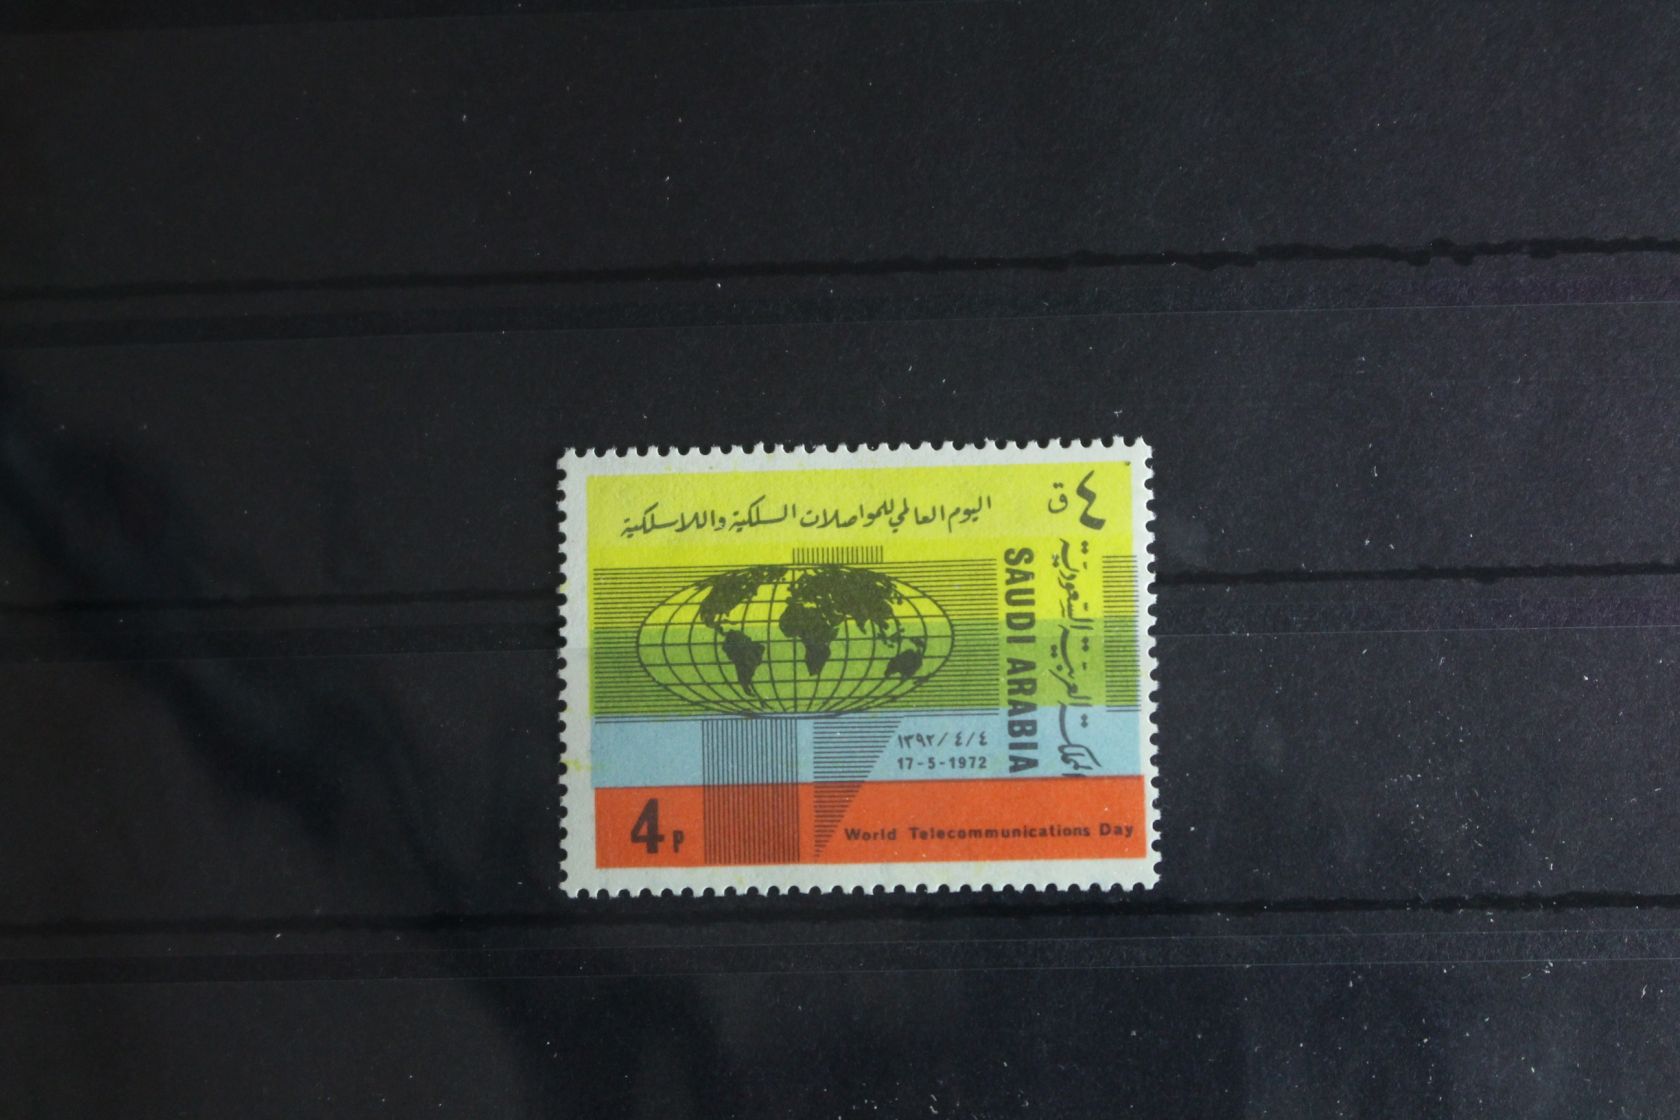 ٤ ق
اليوم العالمي للمواصلات السلكية واللاسلكية
المملكة العربية السعودية
SAUDI ARABIA
١٣٩٢/٤/٤
17-5-1972
4 P
World Telecommunications Day